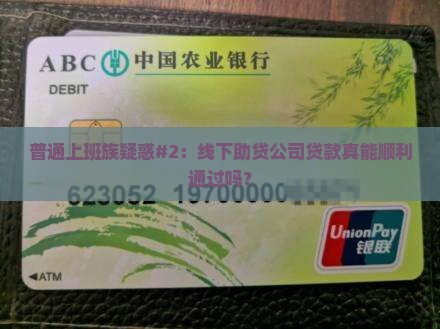 ABC 中国农业银行
DEBIT
普通上班族疑惑#2：线下助贷公司贷款真能顺利
通过吗？
623052 19700000
UnionPay
银联
◄ATM